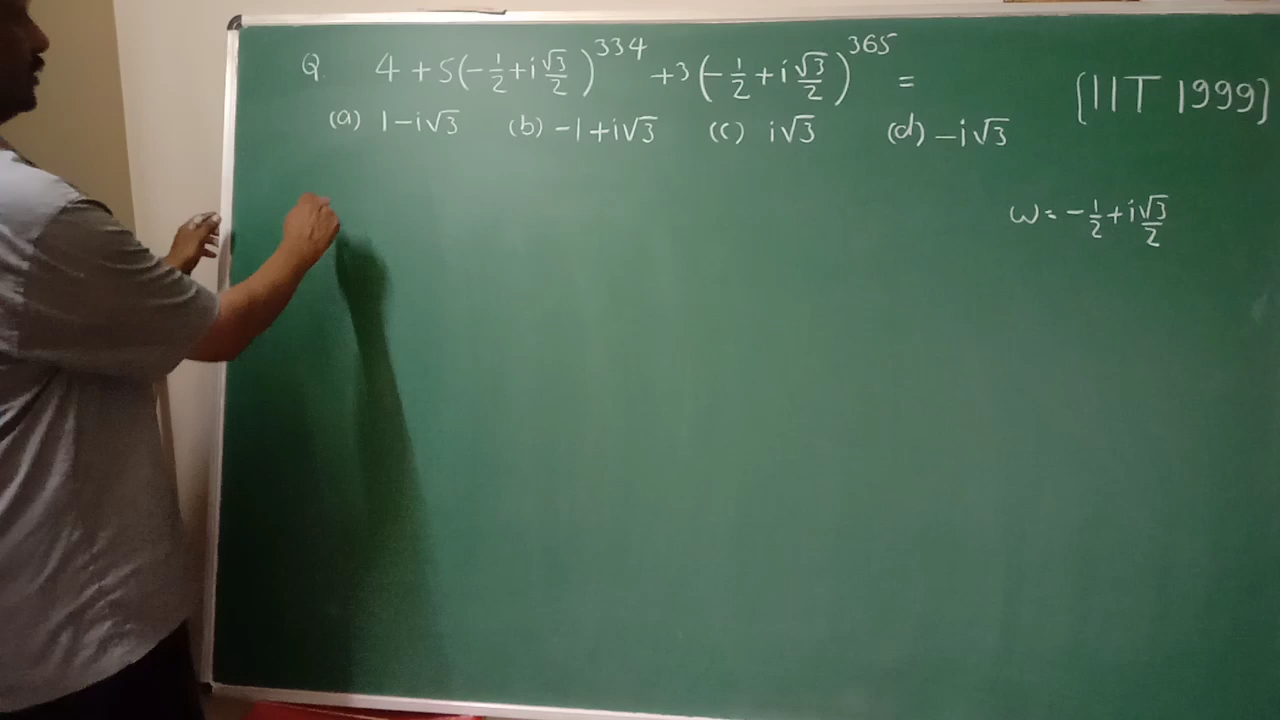 Q. 4 + 5(-1/2 + i√3/2)^334 + 3(-1/2 + i√3/2)^365 =
[IIT 1999]
(a) 1-i√3 (b) -1+i√3 (c) i√3 (d) -i√3
ω = -1/2 + i√3/2